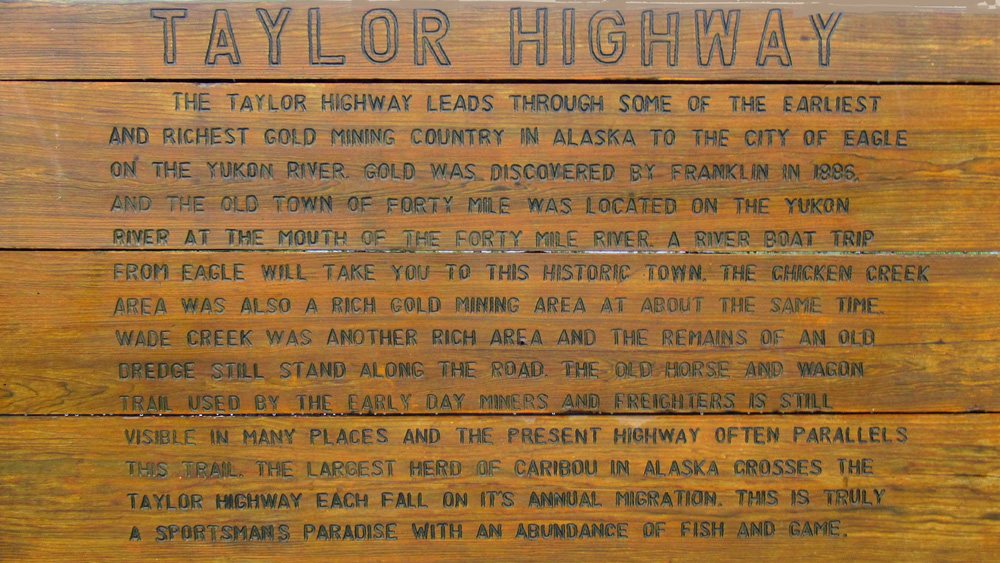 TAYLOR HIGHWAY
THE TAYLOR HIGHWAY LEADS THROUGH SOME OF THE EARLIEST
AND RICHEST GOLD MINING COUNTRY IN ALASKA TO THE CITY OF EAGLE
ON THE YUKON RIVER. GOLD WAS DISCOVERED BY FRANKLIN IN 1886,
AND THE OLD TOWN OF FORTY MILE WAS LOCATED ON THE YUKON
RIVER AT THE MOUTH OF THE FORTY MILE RIVER. A RIVER BOAT TRIP
FROM EAGLE WILL TAKE YOU TO THIS HISTORIC TOWN. THE CHICKEN CREEK
AREA WAS ALSO A RICH GOLD MINING AREA AT ABOUT THE SAME TIME.
WADE CREEK WAS ANOTHER RICH AREA AND THE REMAINS OF AN OLD
DREDGE STILL STAND ALONG THE ROAD. THE OLD HORSE AND WAGON
TRAIL USED BY THE EARLY DAY MINERS AND FREIGHTERS IS STILL
VISIBLE IN MANY PLACES AND THE PRESENT HIGHWAY OFTEN PARALLELS
THIS TRAIL. THE LARGEST HERD OF CARIBOU IN ALASKA CROSSES THE
TAYLOR HIGHWAY EACH FALL ON IT'S ANNUAL MIGRATION. THIS IS TRULY
A SPORTSMAN'S PARADISE WITH AN ABUNDANCE OF FISH AND GAME.